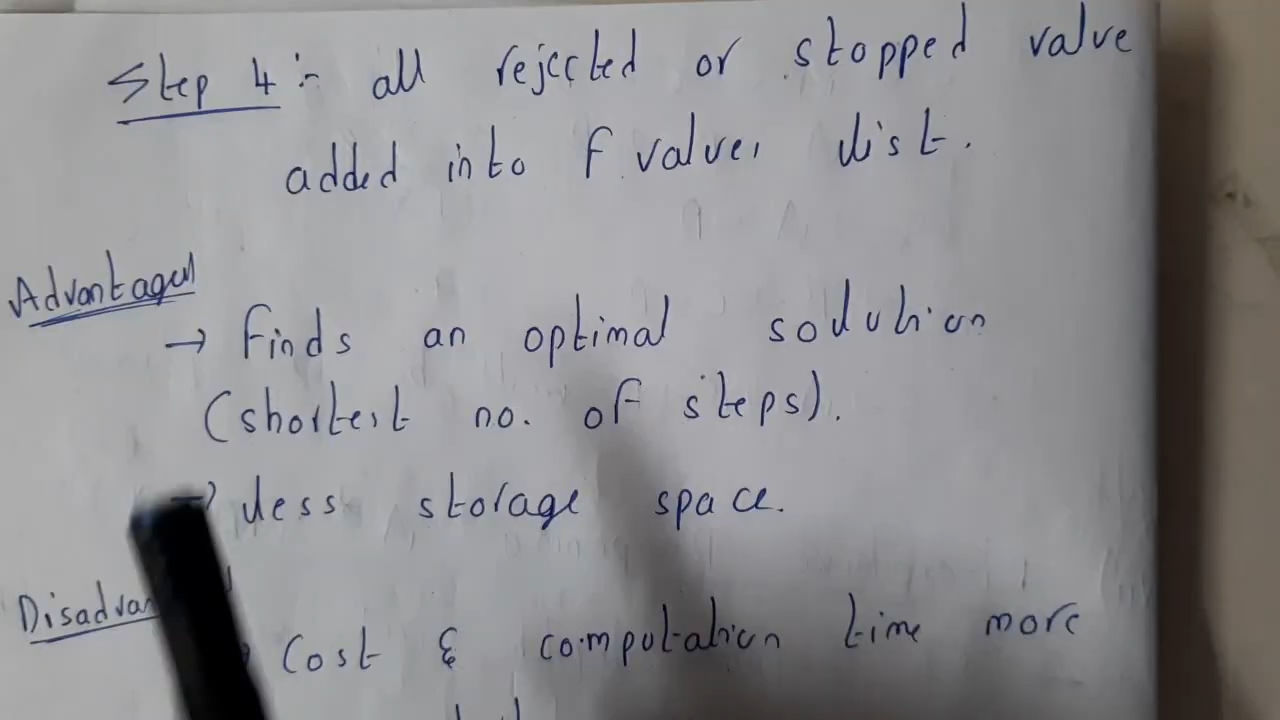 Step 4 :- all rejected or stopped value
added into f value, list.
Advantages
→ Finds an optimal solution
(shortest no. of steps).
→ less storage space.
Disadvan
Cost & computation time more